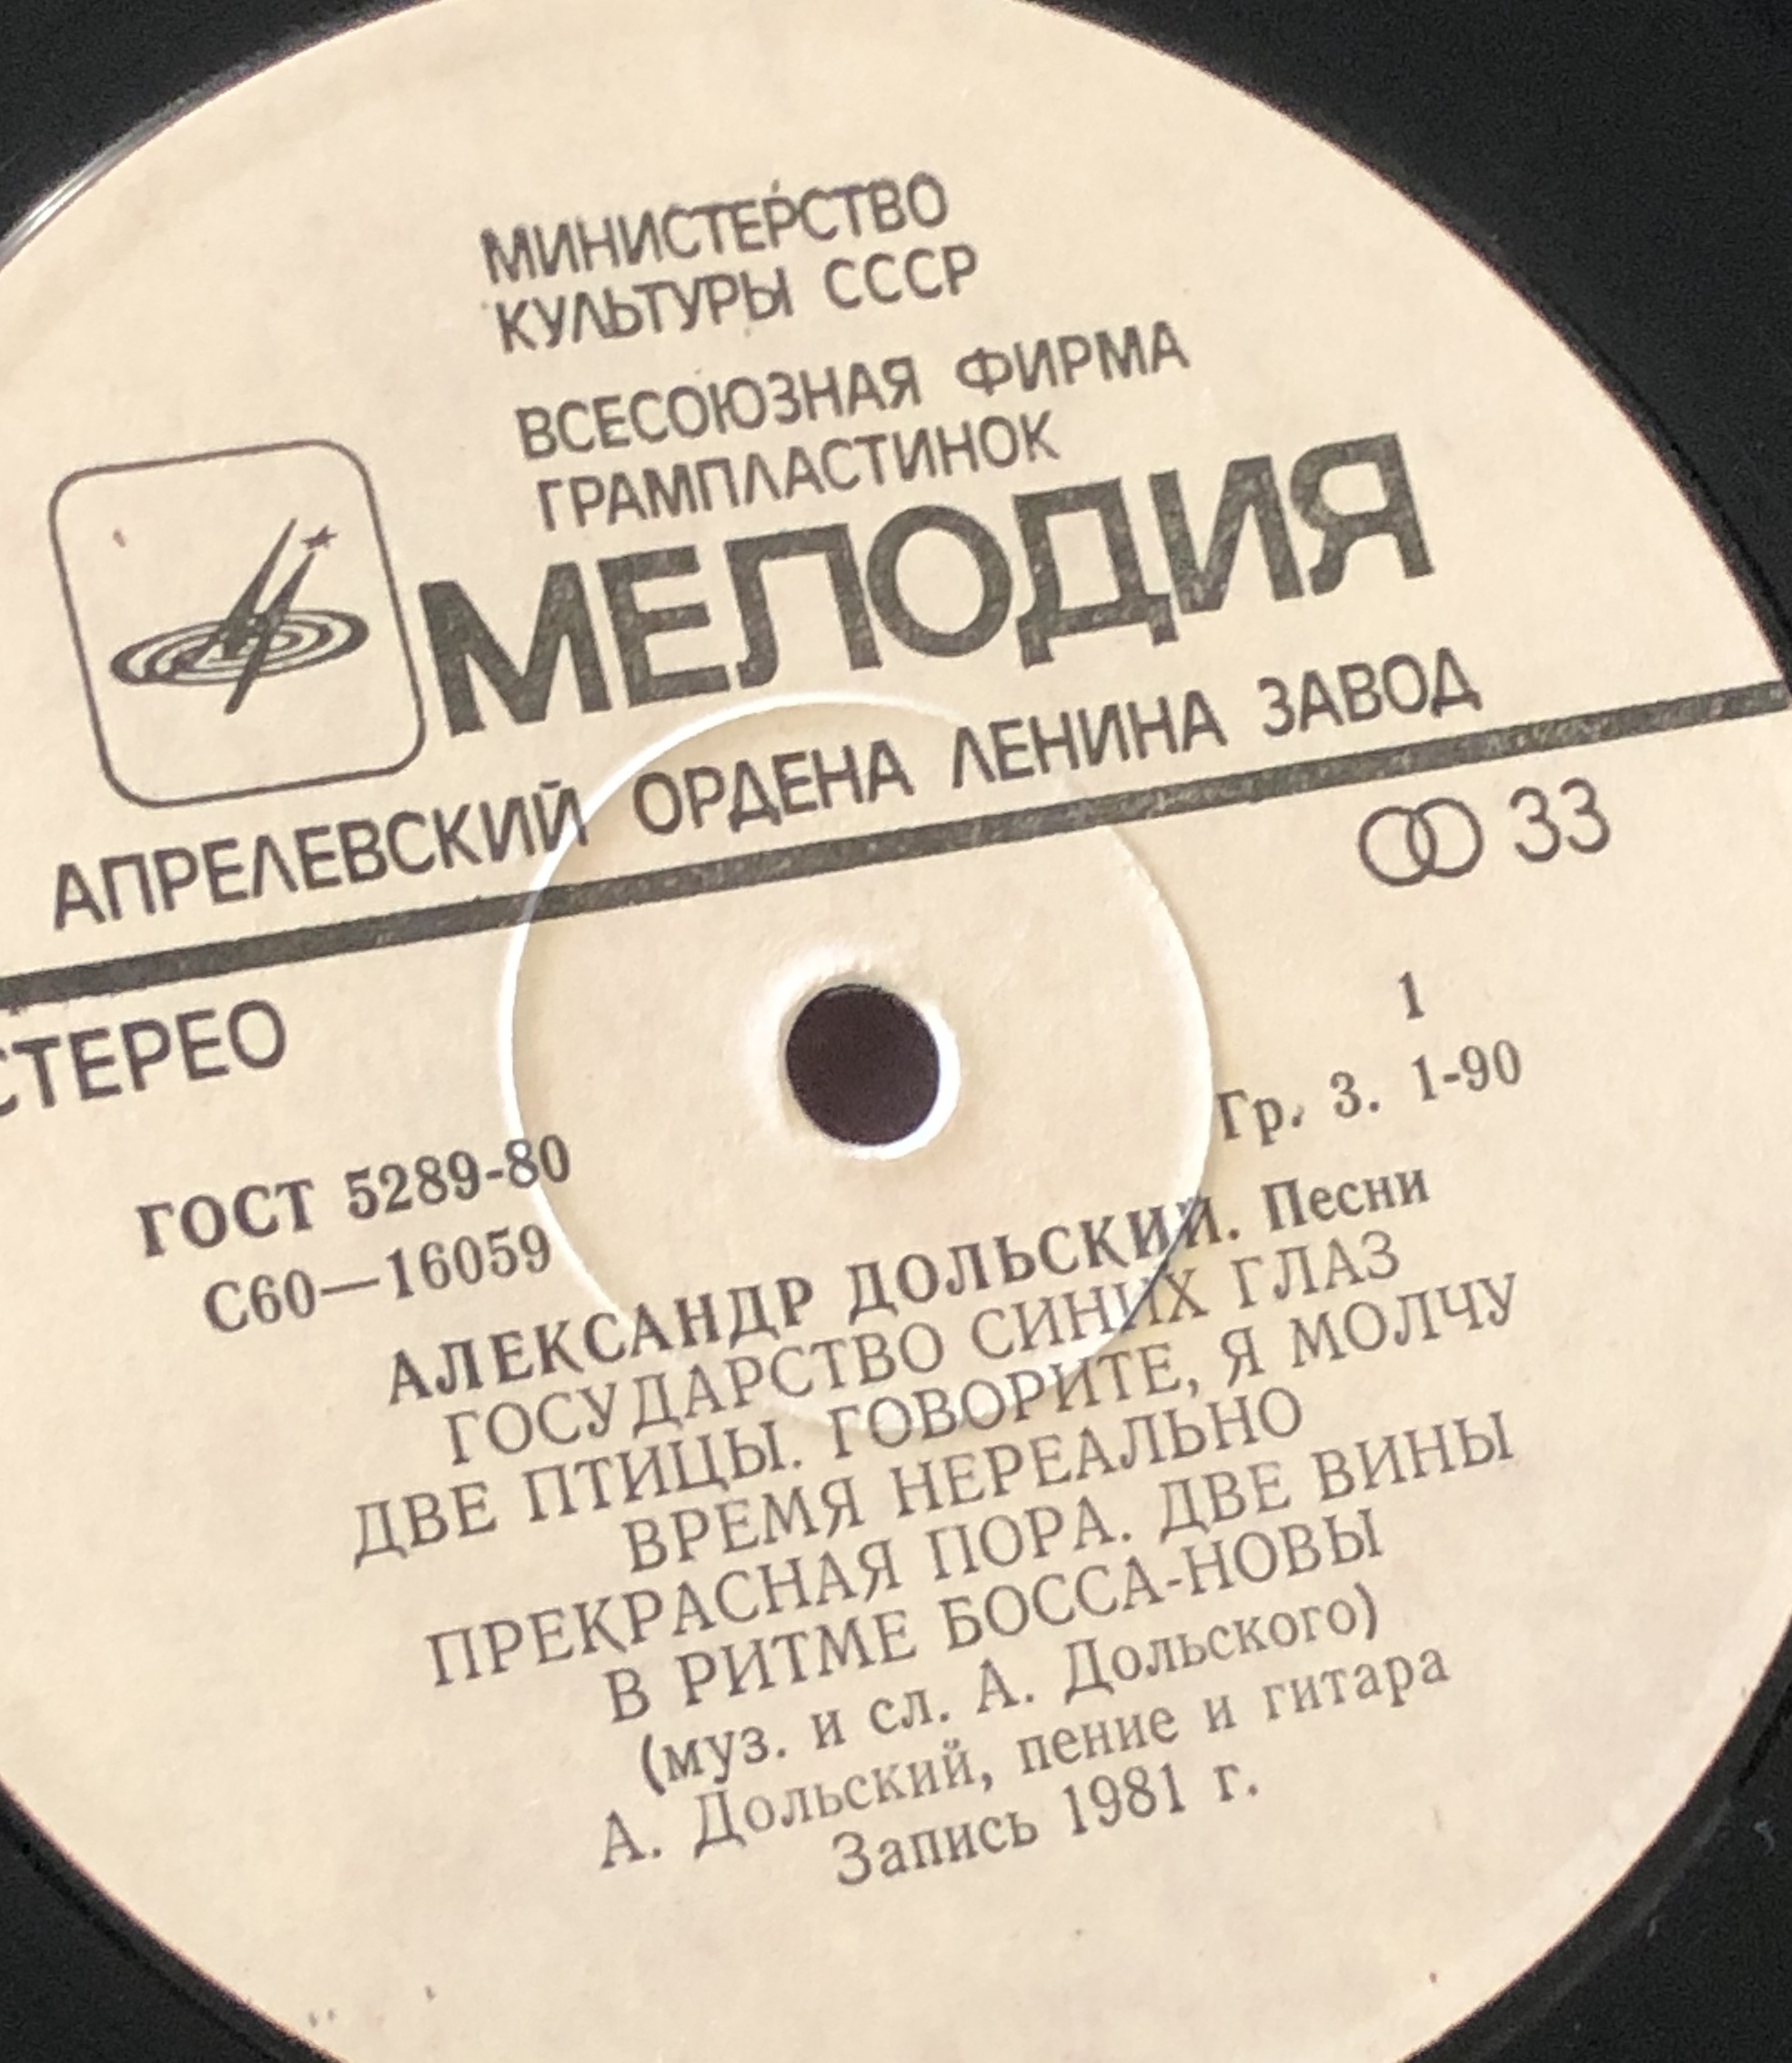 МИНИСТЕРСТВО
КУЛЬТУРЫ СССР
ВСЕСОЮЗНАЯ ФИРМА
ГРАМПЛАСТИНОК
МЕЛОДИЯ
АПРЕЛЕВСКИЙ ОРДЕНА ЛЕНИНА ЗАВОД
33
СТЕРЕО
1
ГОСТ 5289-80
Гр. 3. 1-90
С60—16059
АЛЕКСАНДР ДОЛЬСКИЙ. Песни
ГОСУДАРСТВО СИНИХ ГЛАЗ
ДВЕ ПТИЦЫ. ГОВОРИТЕ, Я МОЛЧУ
ВРЕМЯ НЕРЕАЛЬНО
ПРЕКРАСНАЯ ПОРА. ДВЕ ВИНЫ
В РИТМЕ БОССА-НОВЫ
(муз. и сл. А. Дольского)
А. Дольский, пение и гитара
Запись 1981 г.